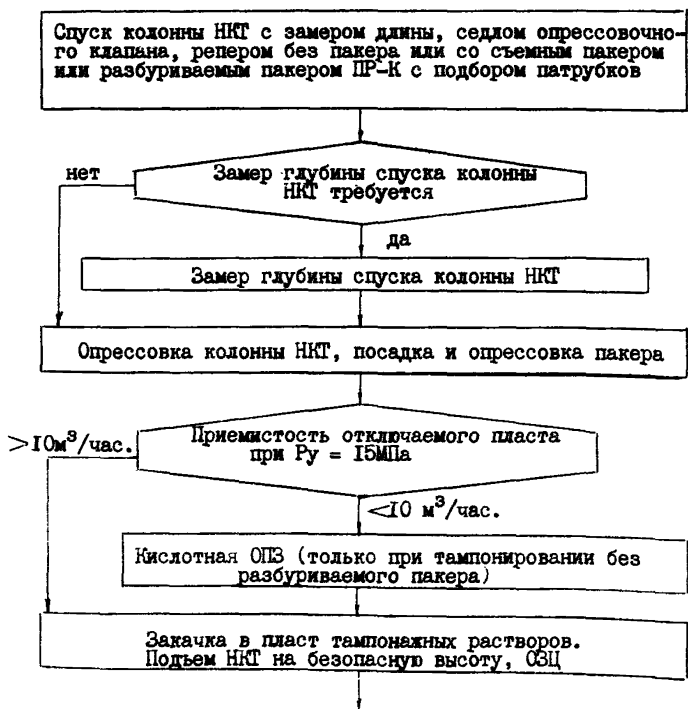 Спуск колонны НКТ с замером длины, седлом опрессовочно-
го клапана, репером без пакера или со съемным пакером
или разбуриваемым пакером ПР-К с подбором патрубков
нет
Замер глубины спуска колонны
НКТ требуется
да
Замер глубины спуска колонны НКТ
Опрессовка колонны НКТ, посадка и опрессовка пакера
>10м³/час.
Приемистость отключаемого пласта
при Ру = 15МПа
<10 м³/час.
Кислотная ОПЗ (только при тампонировании без
разбуриваемого пакера)
Закачка в пласт тампонажных растворов.
Подъем НКТ на безопасную высоту, ОЗЦ